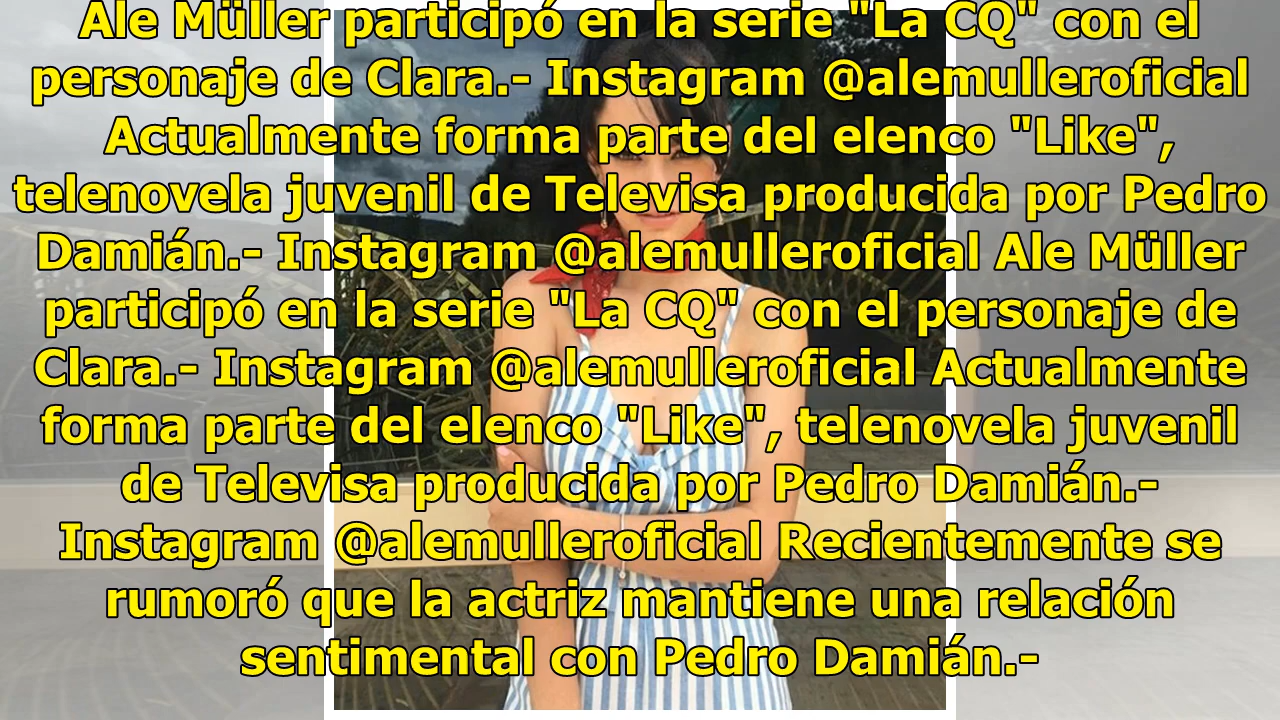 Ale Müller participó en la serie "La CQ" con el
personaje de Clara.- Instagram @alemulleroficial
Actualmente forma parte del elenco "Like",
telenovela juvenil de Televisa producida por Pedro
Damián.- Instagram @alemulleroficial Ale Müller
participó en la serie "La CQ" con el personaje de
Clara.- Instagram @alemulleroficial Actualmente
forma parte del elenco "Like", telenovela juvenil
de Televisa producida por Pedro Damián.-
Instagram @alemulleroficial Recientemente se
rumoró que la actriz mantiene una relación
sentimental con Pedro Damián.-